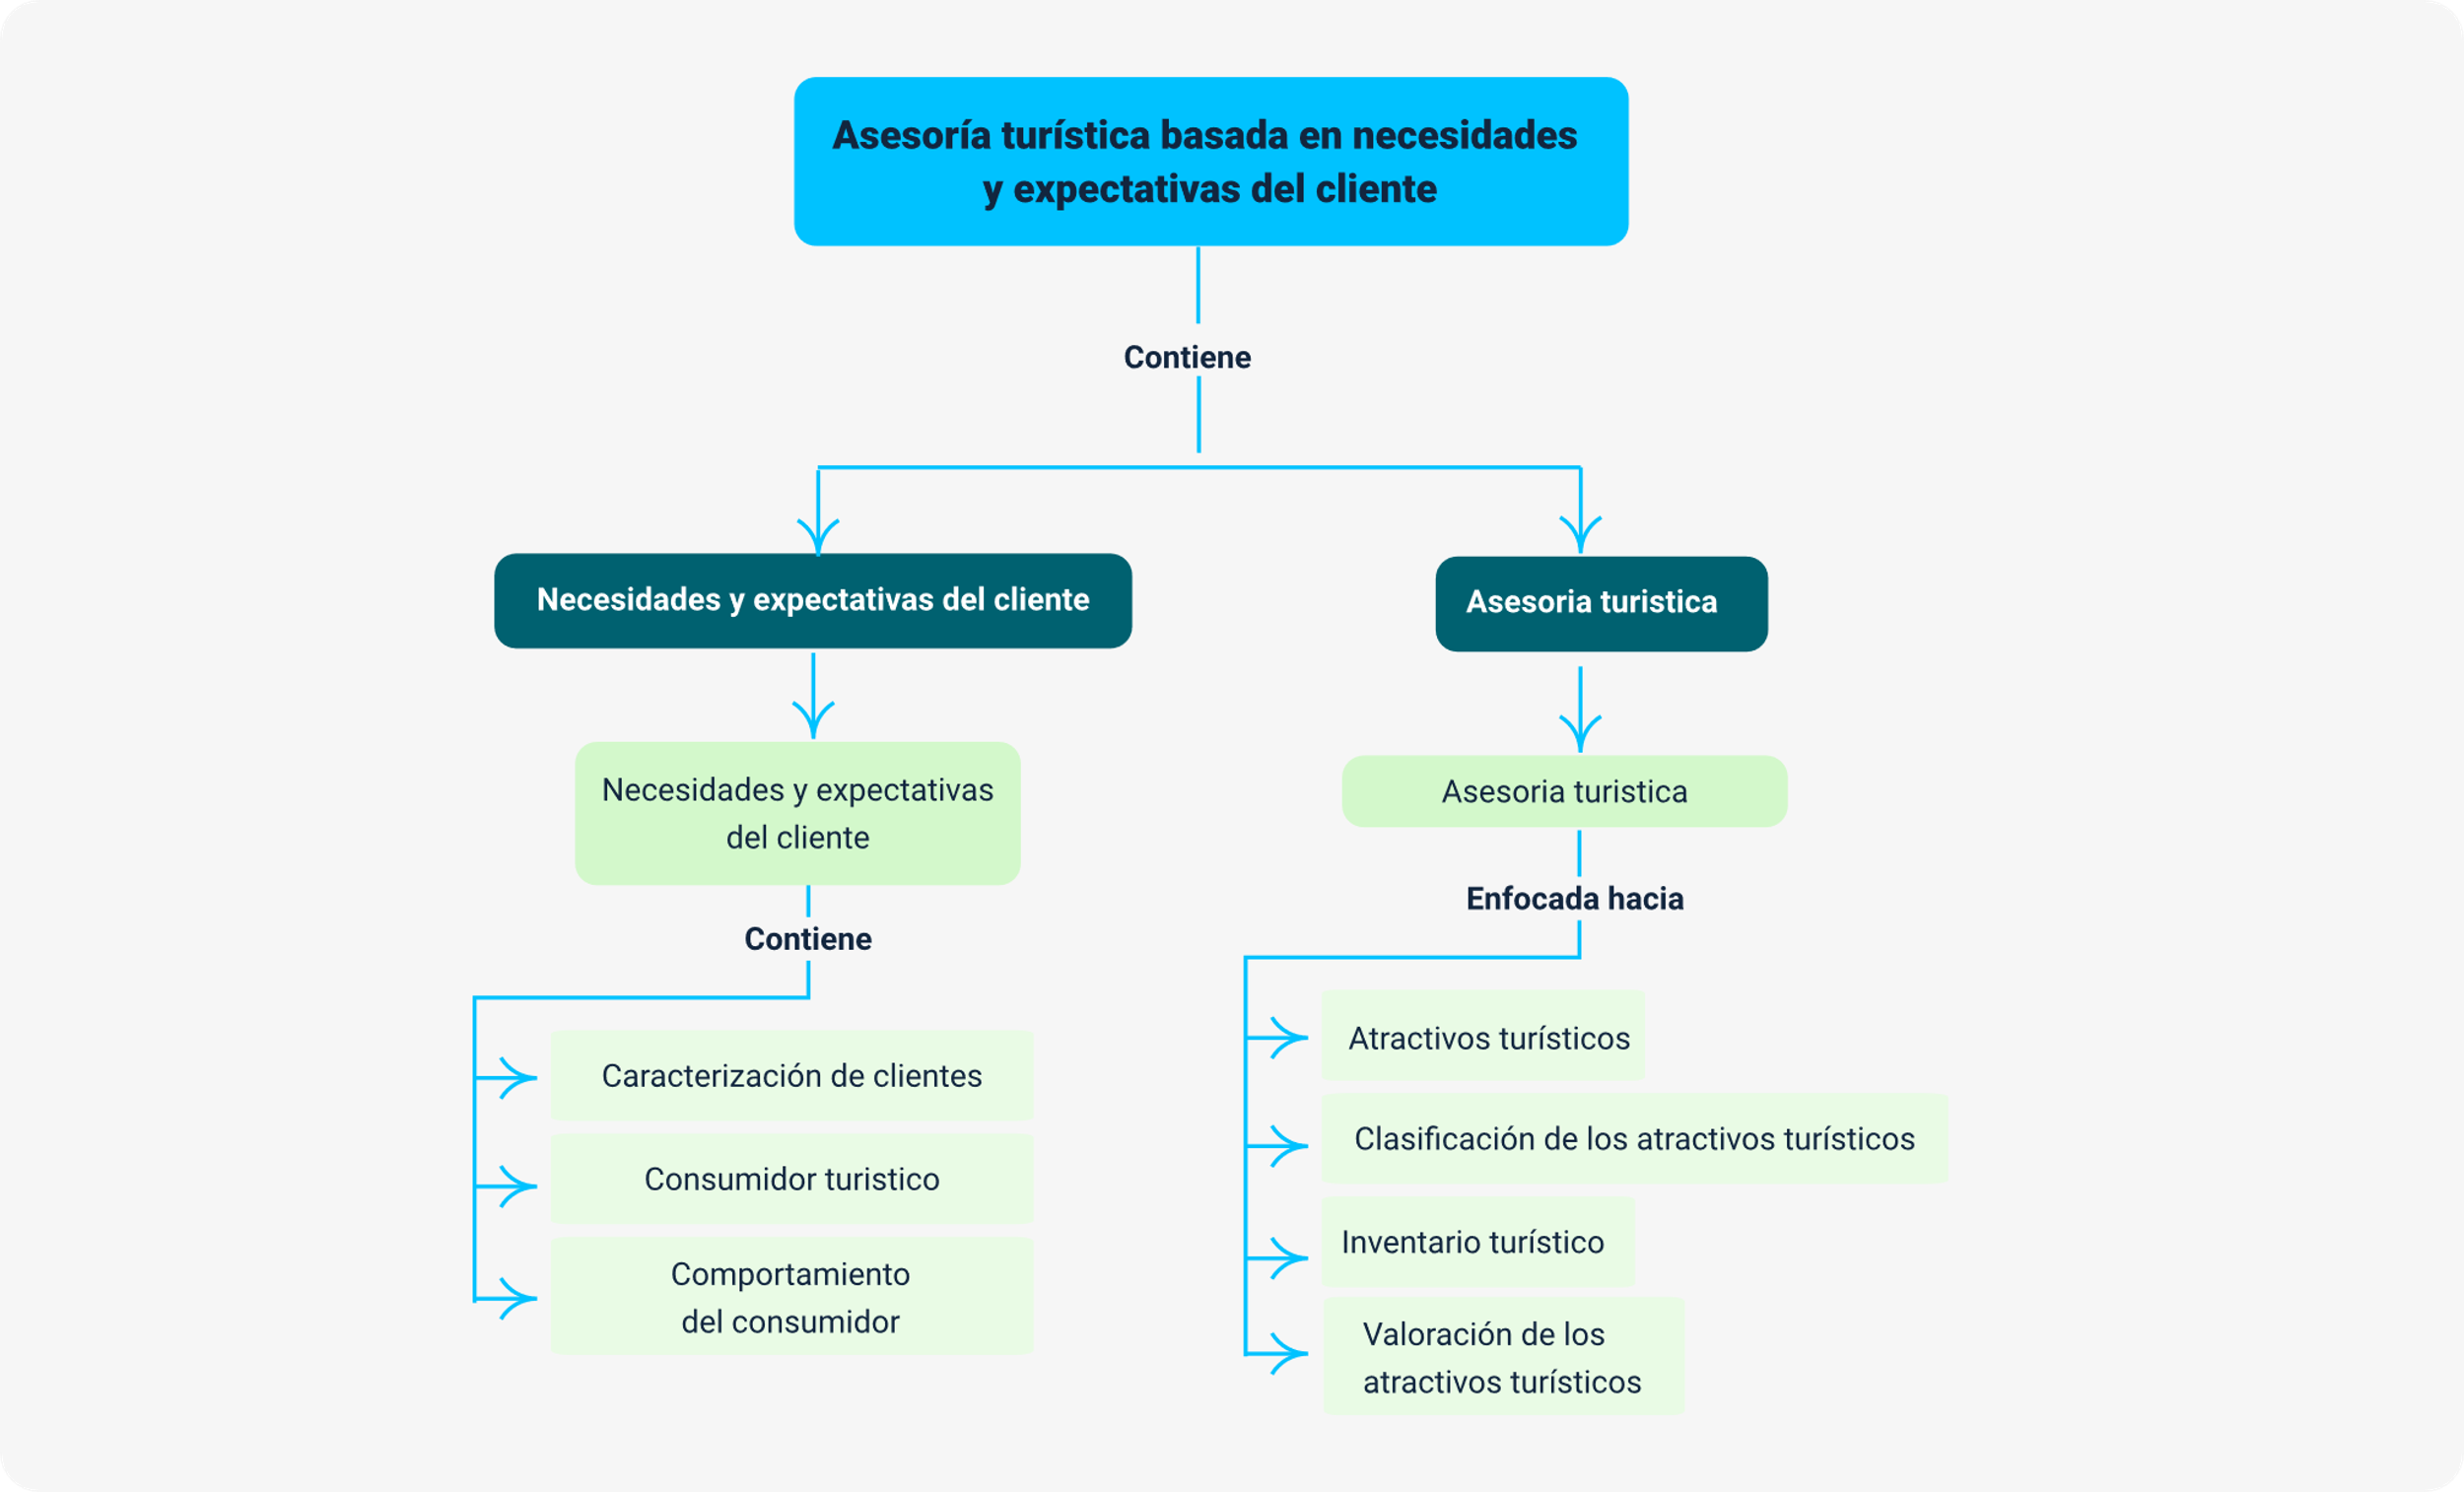 Asesoría turística basada en necesidades
y expectativas del cliente
Contiene
Necesidades y expectativas del cliente
Asesoria turistica
Necesidades y expectativas
del cliente
Contiene
Caracterización de clientes
Consumidor turistico
Comportamiento
del consumidor
Asesoria turistica
Enfocada hacia
Atractivos turísticos
Clasificación de los atractivos turísticos
Inventario turístico
Valoración de los
atractivos turísticos